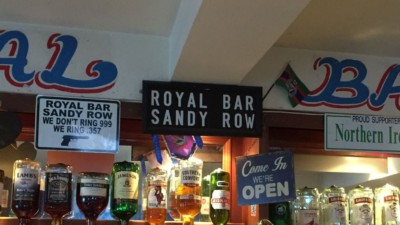 AL
BA
ROYAL BAR
SANDY ROW
WE DON'T RING 999
WE RING .357
ROYAL BAR
SANDY ROW
PROUD SUPPORTE
Northern Ire
Come In
WE'RE
OPEN